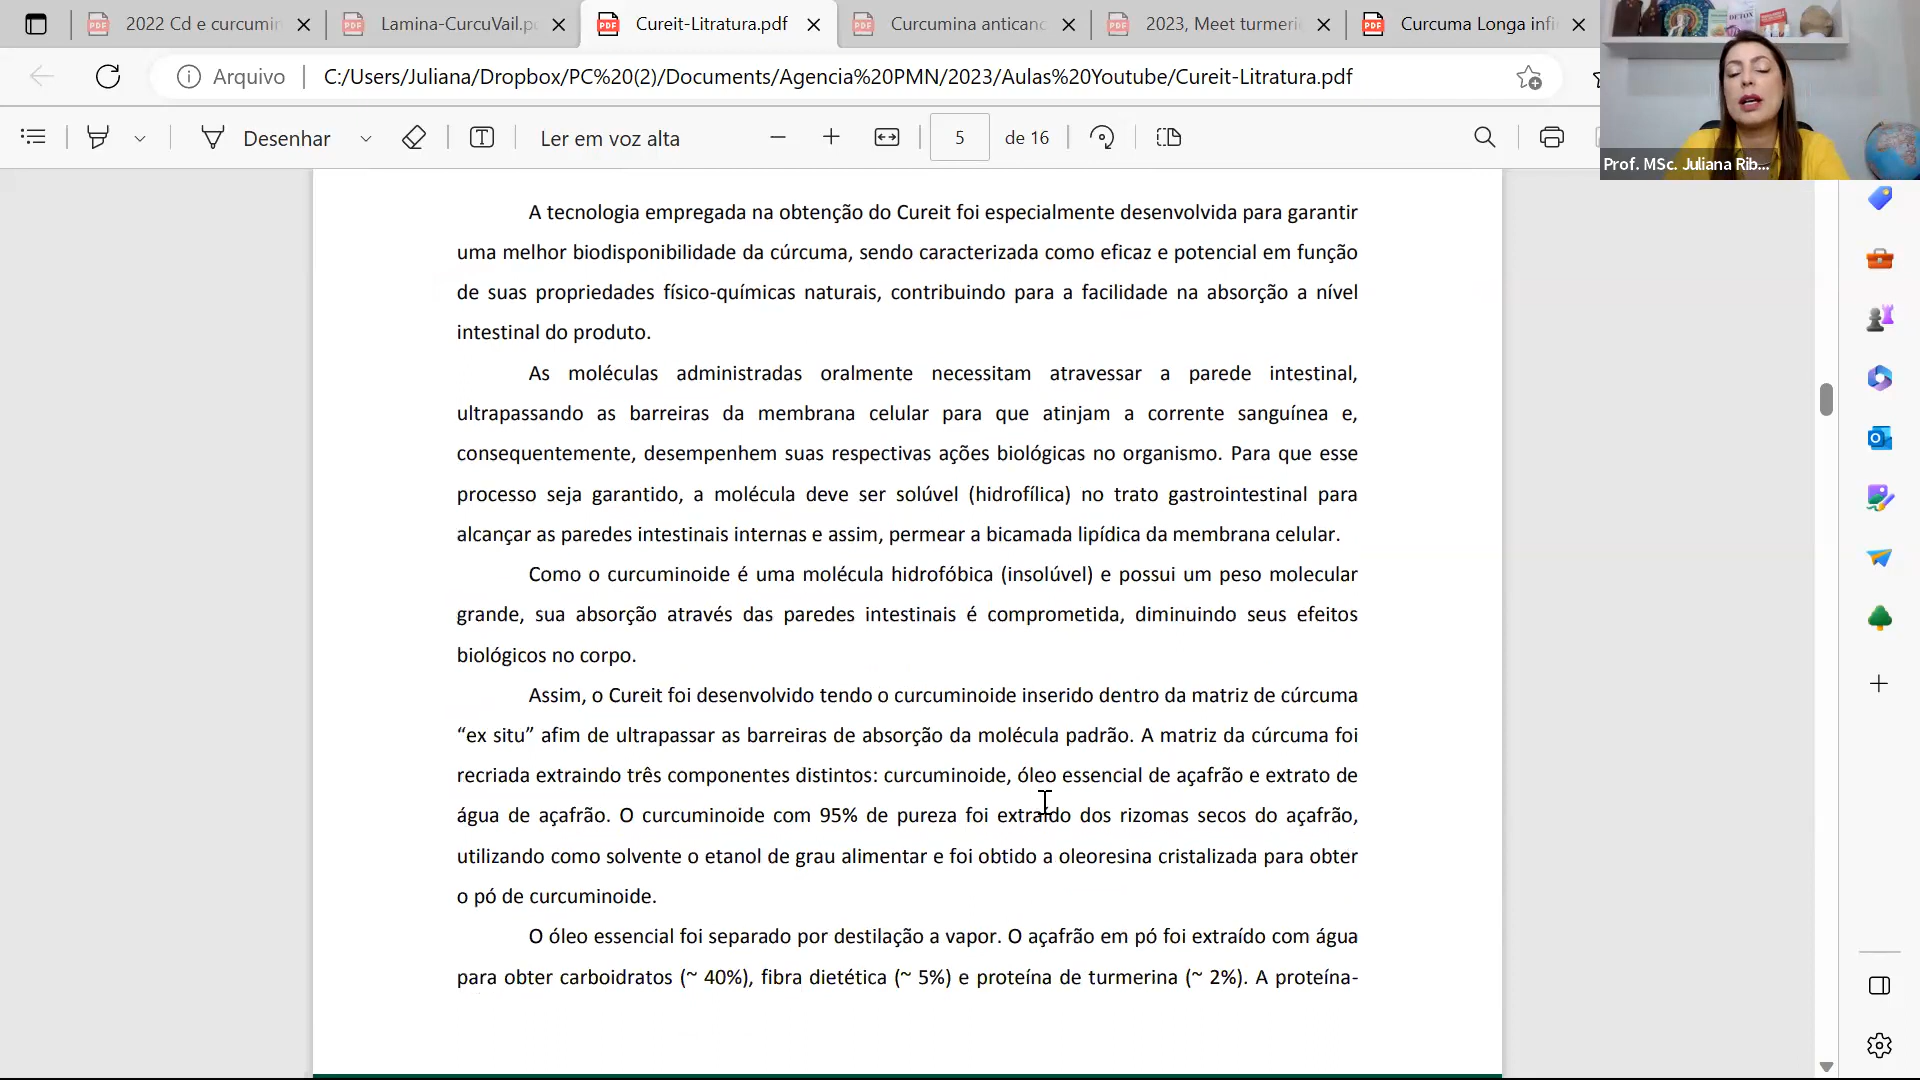 2022 Cd e curcumin
Lamina-CurcuVail.p
Cureit-Litratura.pdf
Curcumina anticanc
2023, Meet turmeri
Curcuma Longa infl
Arquivo
C:/Users/Juliana/Dropbox/PC%20(2)/Documents/Agencia%20PMN/2023/Aulas%20Youtube/Cureit-Litratura.pdf
Desenhar
Ler em voz alta
5
de 16
Prof. MSc. Juliana Rib...
A tecnologia empregada na obtenção do Cureit foi especialmente desenvolvida para garantir
uma melhor biodisponibilidade da cúrcuma, sendo caracterizada como eficaz e potencial em função
de suas propriedades físico-químicas naturais, contribuindo para a facilidade na absorção a nível
intestinal do produto.
As moléculas administradas oralmente necessitam atravessar a parede intestinal,
ultrapassando as barreiras da membrana celular para que atinjam a corrente sanguínea e,
consequentemente, desempenhem suas respectivas ações biológicas no organismo. Para que esse
processo seja garantido, a molécula deve ser solúvel (hidrofílica) no trato gastrointestinal para
alcançar as paredes intestinais internas e assim, permear a bicamada lipídica da membrana celular.
Como o curcuminoide é uma molécula hidrofóbica (insolúvel) e possui um peso molecular
grande, sua absorção através das paredes intestinais é comprometida, diminuindo seus efeitos
biológicos no corpo.
Assim, o Cureit foi desenvolvido tendo o curcuminoide inserido dentro da matriz de cúrcuma
“ex situ” afim de ultrapassar as barreiras de absorção da molécula padrão. A matriz da cúrcuma foi
recriada extraindo três componentes distintos: curcuminoide, óleo essencial de açafrão e extrato de
água de açafrão. O curcuminoide com 95% de pureza foi extraído dos rizomas secos do açafrão,
utilizando como solvente o etanol de grau alimentar e foi obtido a oleoresina cristalizada para obter
o pó de curcuminoide.
O óleo essencial foi separado por destilação a vapor. O açafrão em pó foi extraído com água
para obter carboidratos (~ 40%), fibra dietética (~ 5%) e proteína de turmerina (~ 2%). A proteína-